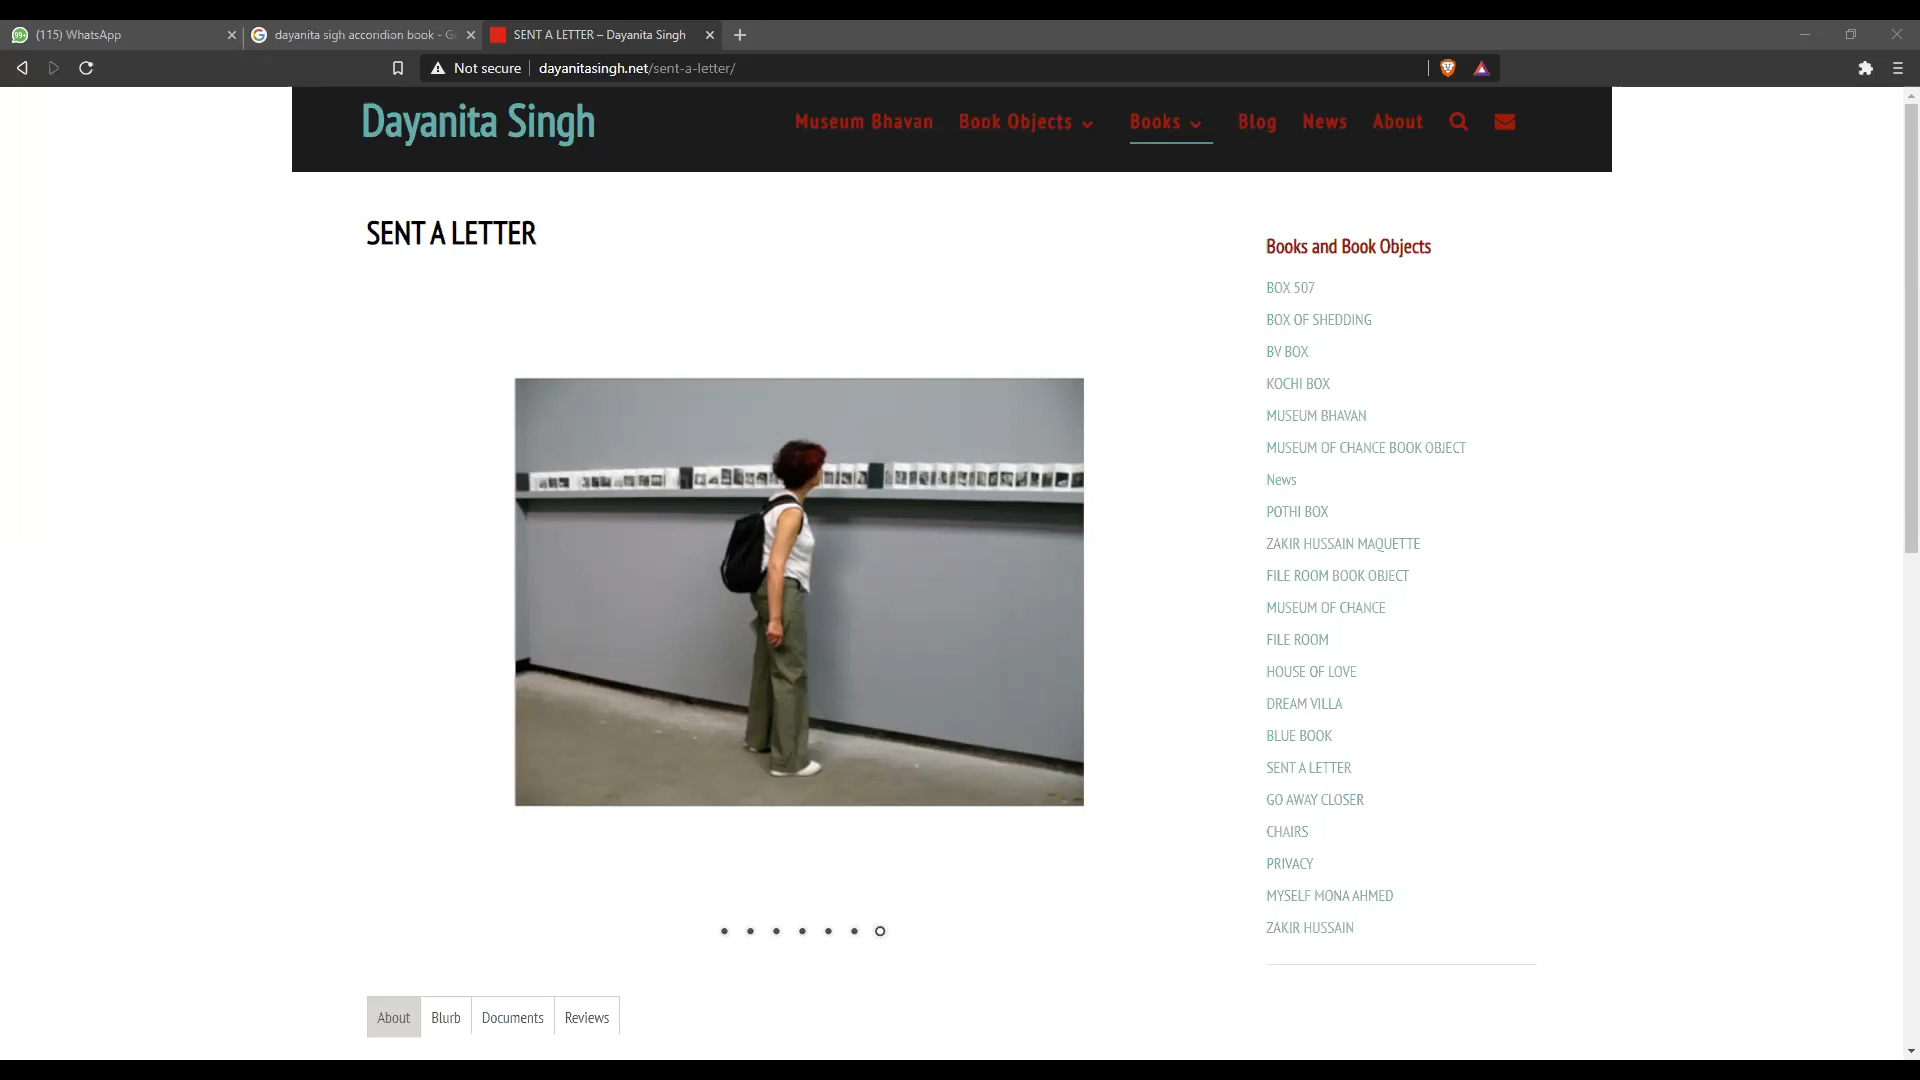 (115) WhatsApp
dayanita sigh accoridion book - G
SENT A LETTER – Dayanita Singh
Not secure
dayanitasingh.net/sent-a-letter/
Dayanita Singh
Museum Bhavan
Book Objects
Books
Blog
News
About
SENT A LETTER
Books and Book Objects
BOX 507
BOX OF SHEDDING
BV BOX
KOCHI BOX
MUSEUM BHAVAN
MUSEUM OF CHANCE BOOK OBJECT
News
POTHI BOX
ZAKIR HUSSAIN MAQUETTE
FILE ROOM BOOK OBJECT
MUSEUM OF CHANCE
FILE ROOM
HOUSE OF LOVE
DREAM VILLA
BLUE BOOK
SENT A LETTER
GO AWAY CLOSER
CHAIRS
PRIVACY
MYSELF MONA AHMED
ZAKIR HUSSAIN
About
Blurb
Documents
Reviews